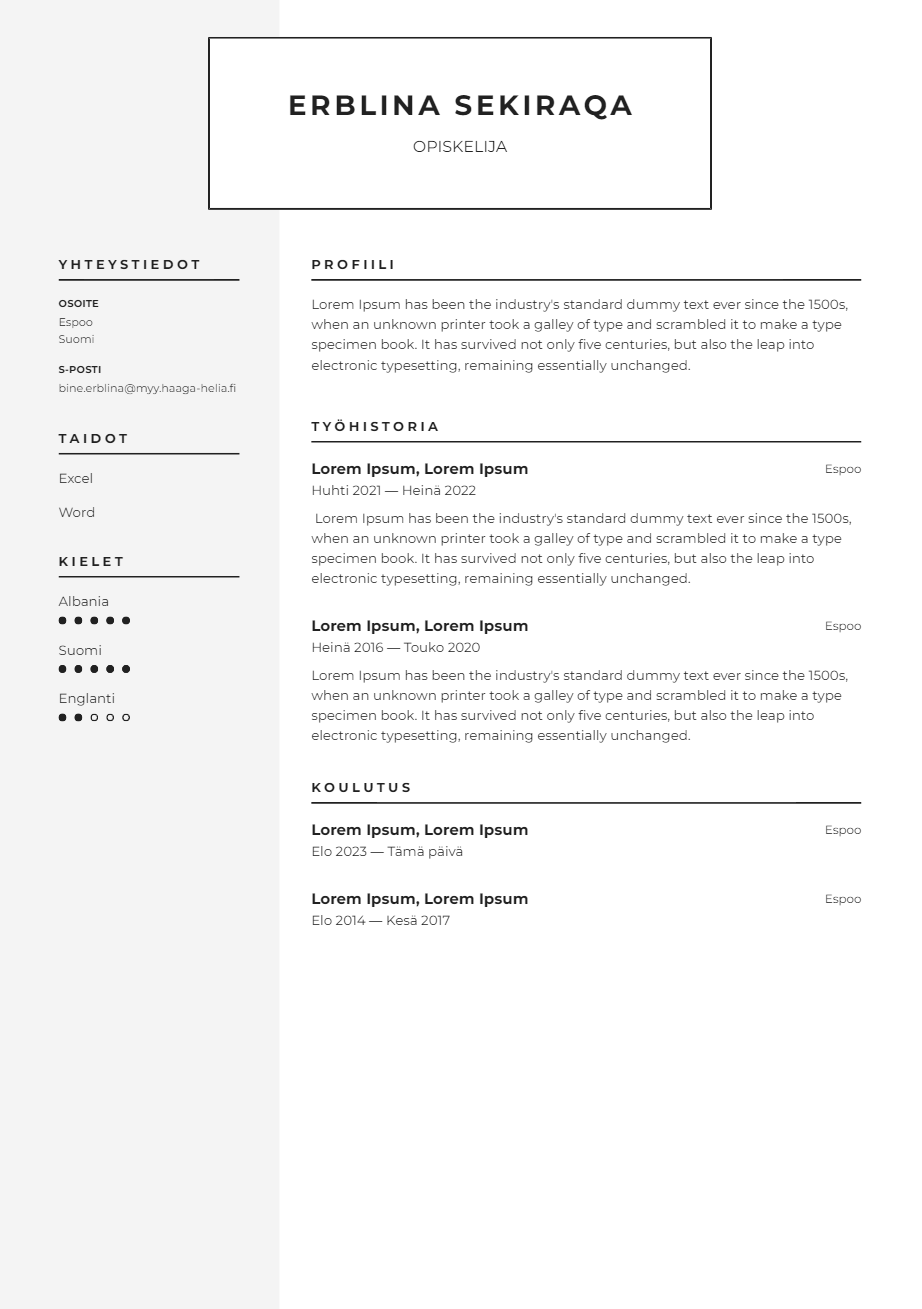 ERBLINA SEKIRAQA
OPISKELIJA
YHTEYSTIEDOT
OSOITE
Espoo
Suomi
S-POSTI
bine.erblina@myy.haaga-helia.fi
TAIDOT
Excel
Word
KIELET
Albania
Suomi
Englanti
PROFIILI
Lorem Ipsum has been the industry's standard dummy text ever since the 1500s,
when an unknown printer took a galley of type and scrambled it to make a type
specimen book. It has survived not only five centuries, but also the leap into
electronic typesetting, remaining essentially unchanged.
TYÖHISTORIA
Lorem Ipsum, Lorem Ipsum Espoo
Huhti 2021 — Heinä 2022
Lorem Ipsum has been the industry's standard dummy text ever since the 1500s,
when an unknown printer took a galley of type and scrambled it to make a type
specimen book. It has survived not only five centuries, but also the leap into
electronic typesetting, remaining essentially unchanged.
Lorem Ipsum, Lorem Ipsum Espoo
Heinä 2016 — Touko 2020
Lorem Ipsum has been the industry's standard dummy text ever since the 1500s,
when an unknown printer took a galley of type and scrambled it to make a type
specimen book. It has survived not only five centuries, but also the leap into
electronic typesetting, remaining essentially unchanged.
KOULUTUS
Lorem Ipsum, Lorem Ipsum Espoo
Elo 2023 — Tämä päivä
Lorem Ipsum, Lorem Ipsum Espoo
Elo 2014 — Kesä 2017